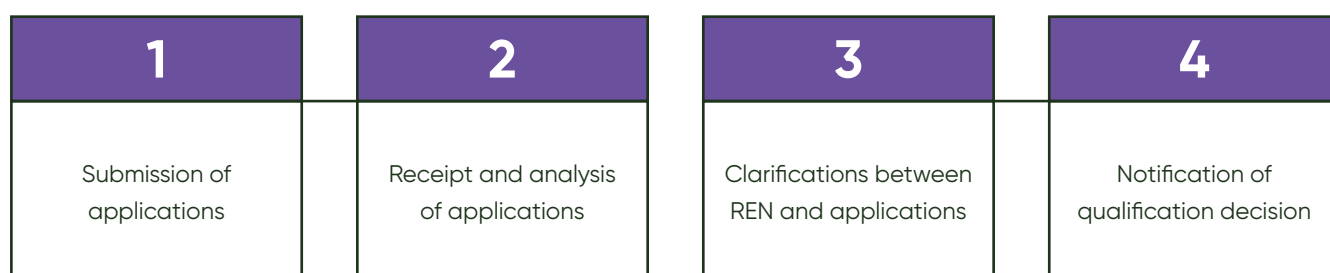 1
Submission of
applications
2
Receipt and analysis
of applications
3
Clarifications between
REN and applications
4
Notification of
qualification decision